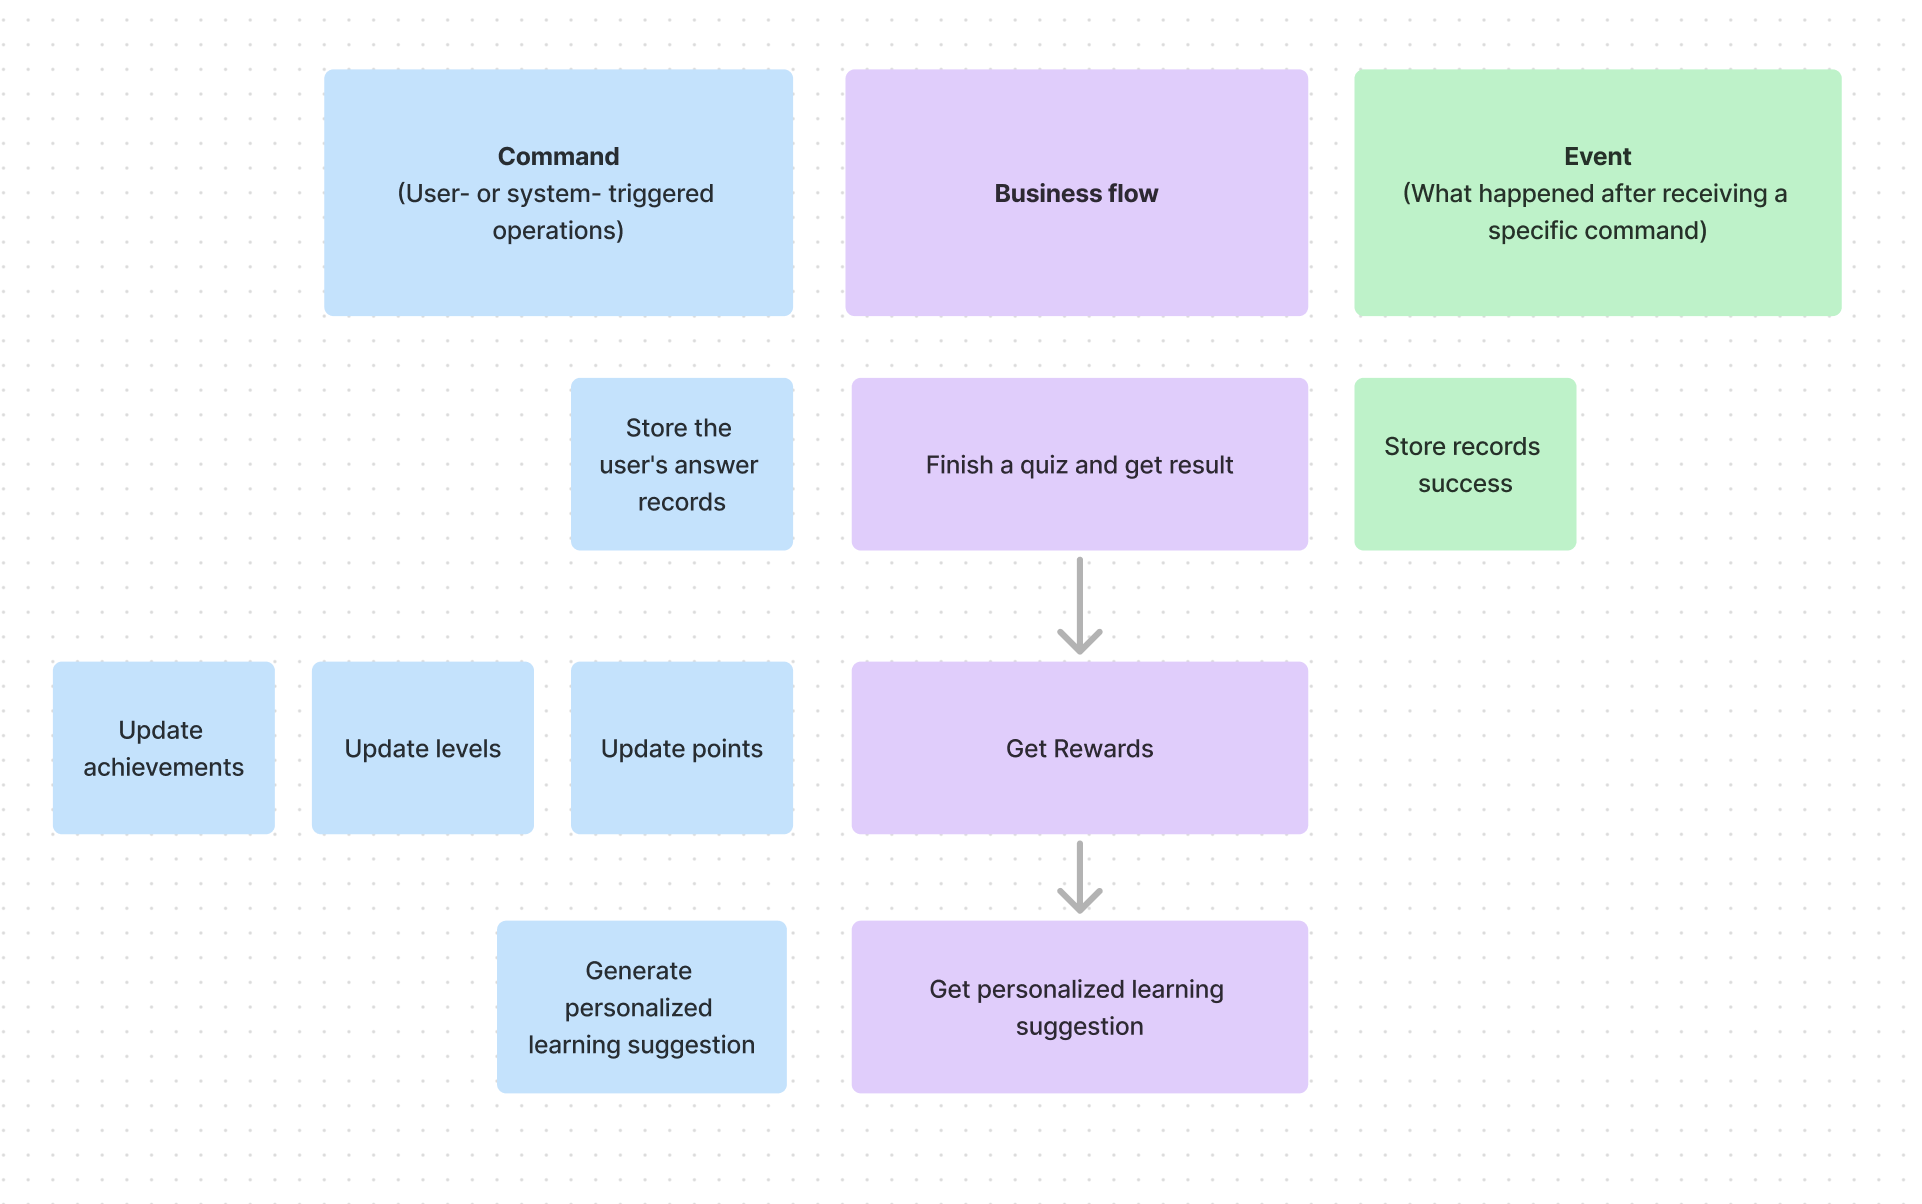 Command
(User- or system- triggered
operations)
Business flow
Event
(What happened after receiving a
specific command)
Store the
user's answer
records
Finish a quiz and get result
Store records
success
Update
achievements
Update levels
Update points
Get Rewards
Generate
personalized
learning suggestion
Get personalized learning
suggestion